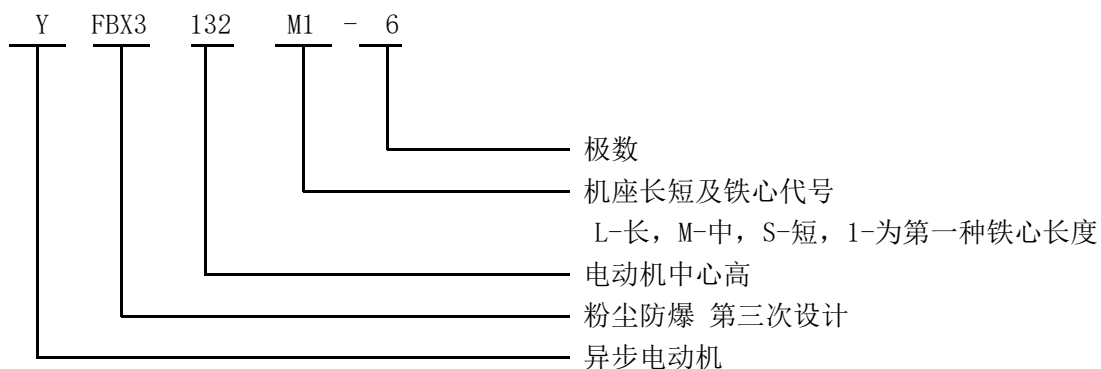 Y FBX3 132 M1 - 6
极数
机座长短及铁心代号
L-长, M-中, S-短, 1-为第一种铁心长度
电动机中心高
粉尘防爆 第三次设计
异步电动机